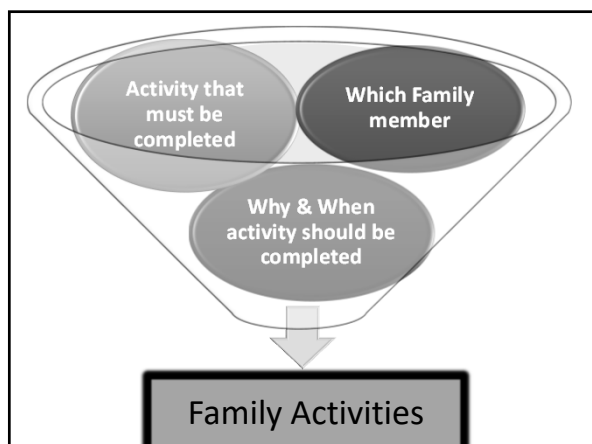 Activity that
must be
completed
Which Family
member
Why & When
activity should be
completed
Family Activities